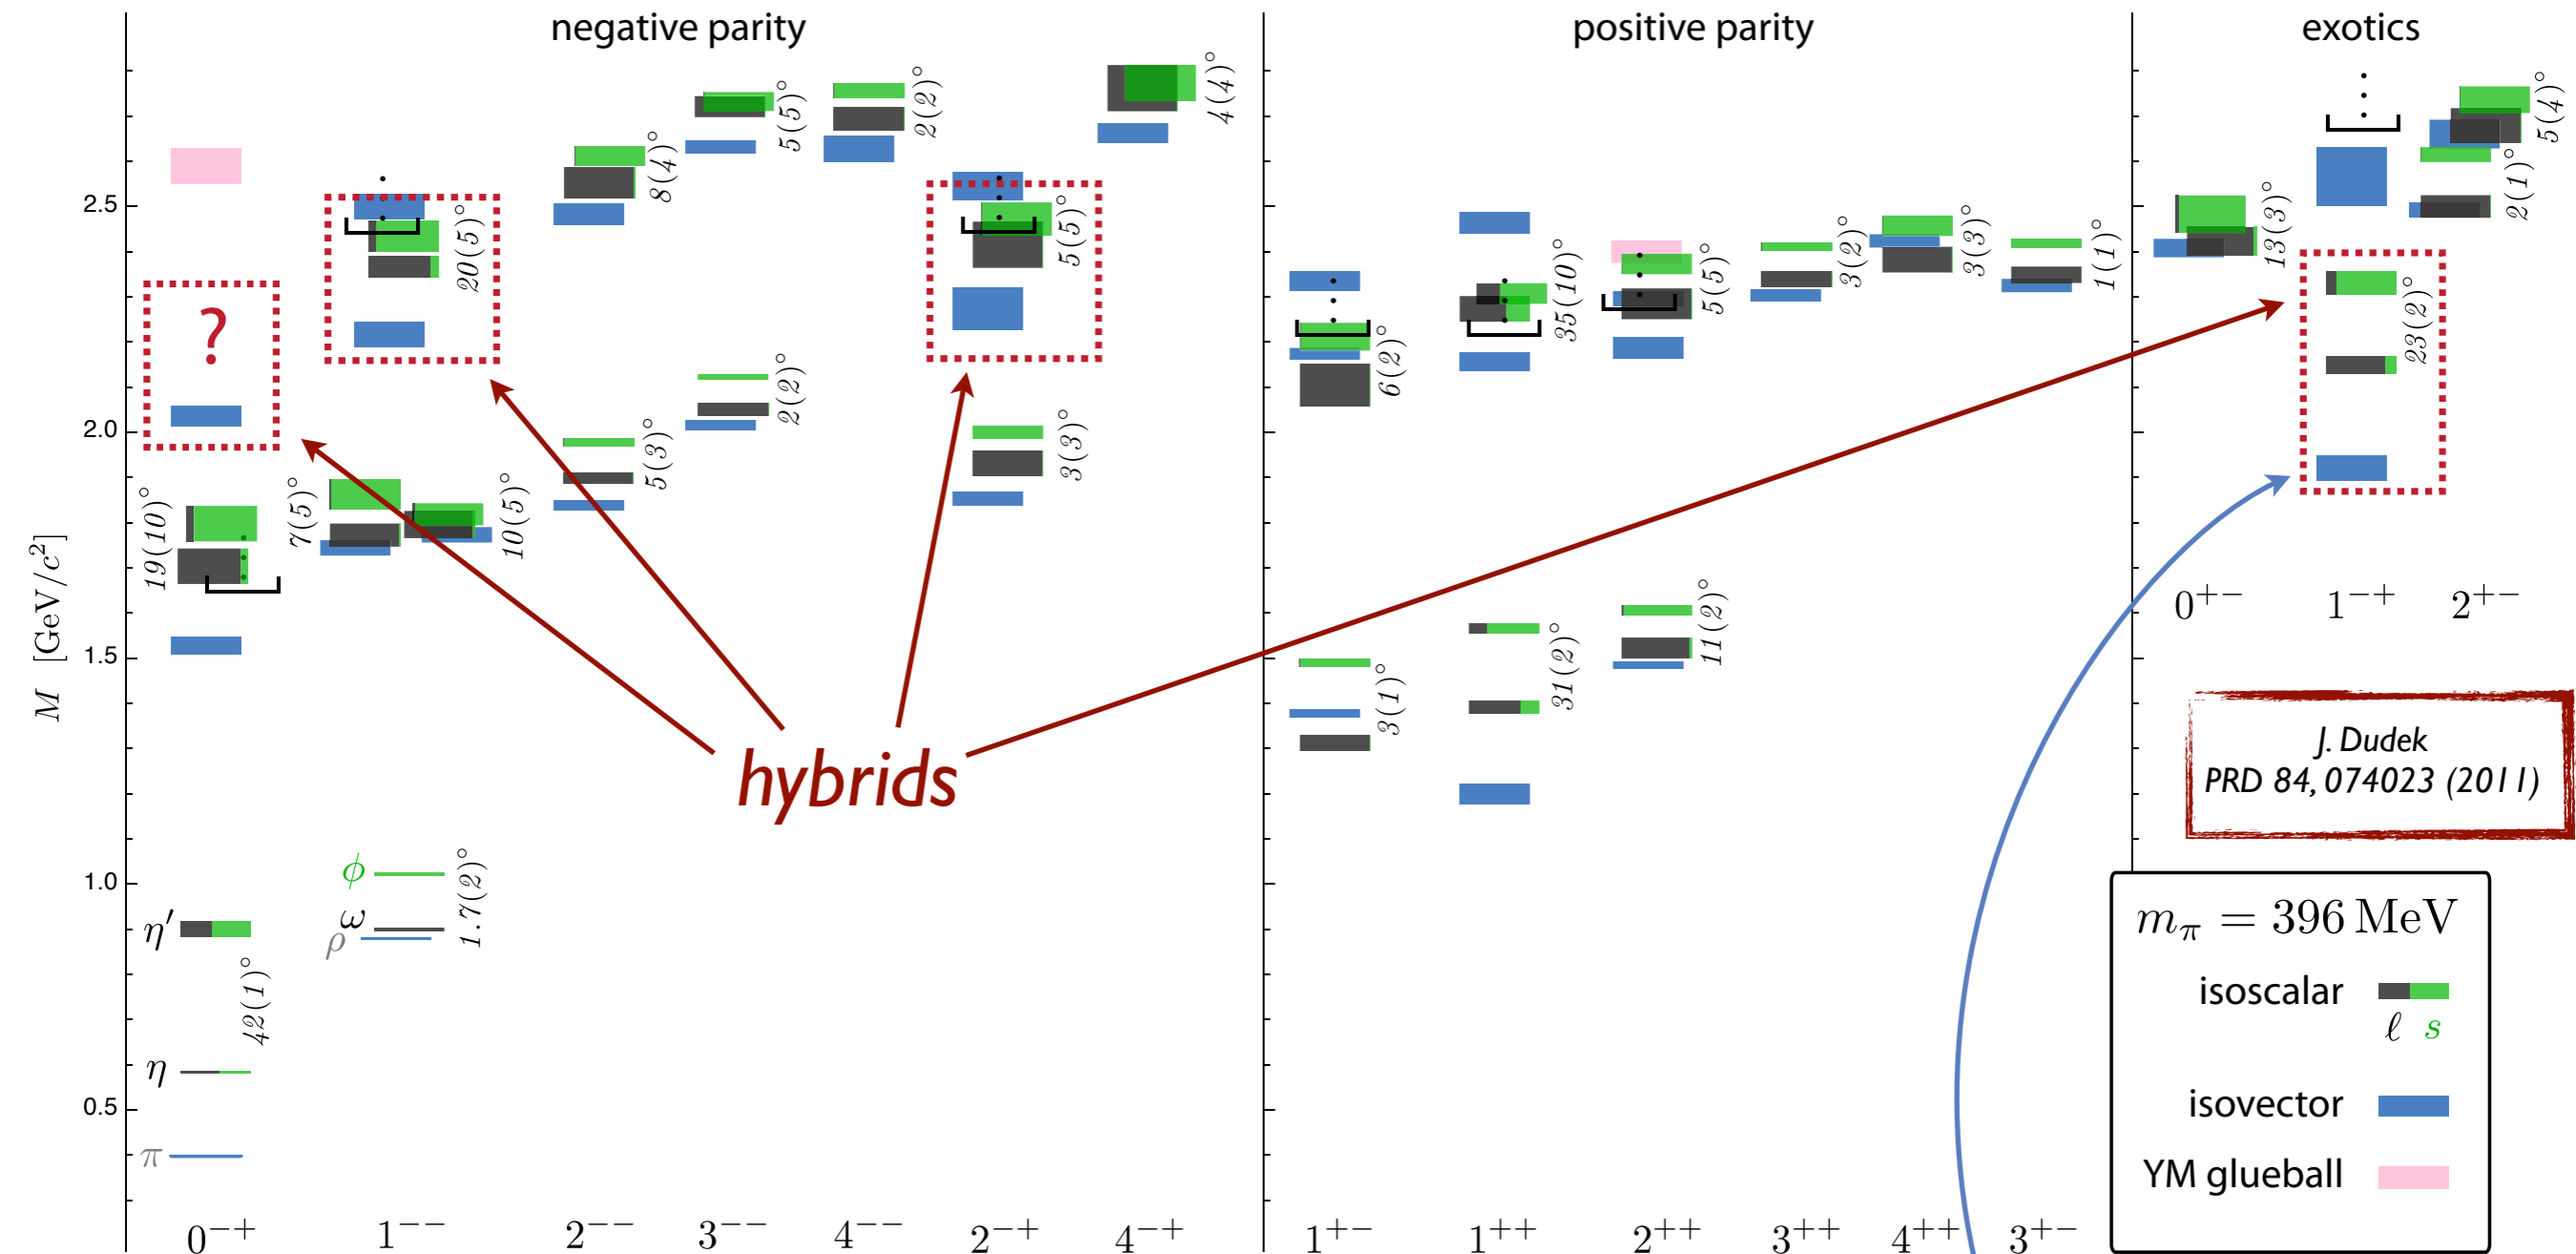 negative parity
positive parity
exotics
M [GeV/c²]
2.5
2.0
1.5
1.0
0.5
?
19(10)°
7(5)°
20(5)°
10(5)°
8(4)°
5(3)°
5(5)°
2(2)°
2(2)°
5(5)°
3(3)°
4(4)°
6(2)°
3(1)°
35(10)°
31(2)°
5(5)°
11(2)°
3(2)°
3(3)°
1(1)°
13(3)°
23(2)°
2(1)°
5(4)°
hybrids
η′
42(1)°
η
π
ϕ
ω
ρ
1.7(2)°
0⁻⁺
1⁻⁻
2⁻⁻
3⁻⁻
4⁻⁻
2⁻⁺
4⁻⁺
1⁺⁻
1⁺⁺
2⁺⁺
3⁺⁺
4⁺⁺
3⁺⁻
0⁺⁻
1⁻⁺
2⁺⁻
J. Dudek
PRD 84, 074023 (2011)
m_π = 396 MeV
isoscalar
ℓ s
isovector
YM glueball